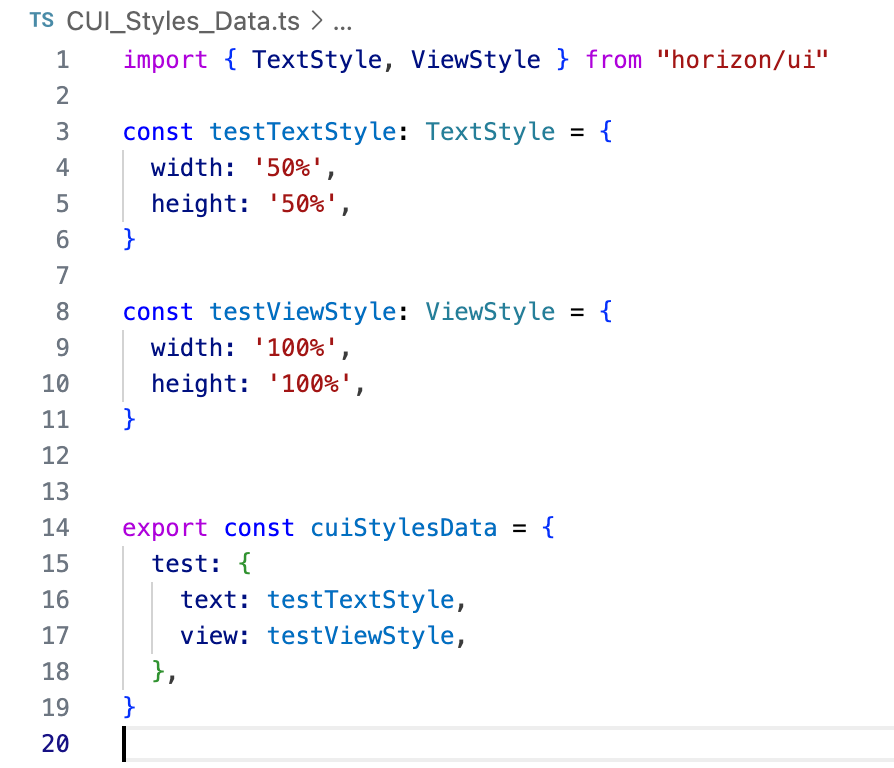 TS CUI_Styles_Data.ts > ...
1 import { TextStyle, ViewStyle } from "horizon/ui"
2
3 const testTextStyle: TextStyle = {
4   width: '50%',
5   height: '50%',
6 }
7
8 const testViewStyle: ViewStyle = {
9   width: '100%',
10   height: '100%',
11 }
12
13
14 export const cuiStylesData = {
15   test: {
16     text: testTextStyle,
17     view: testViewStyle,
18   },
19 }
20